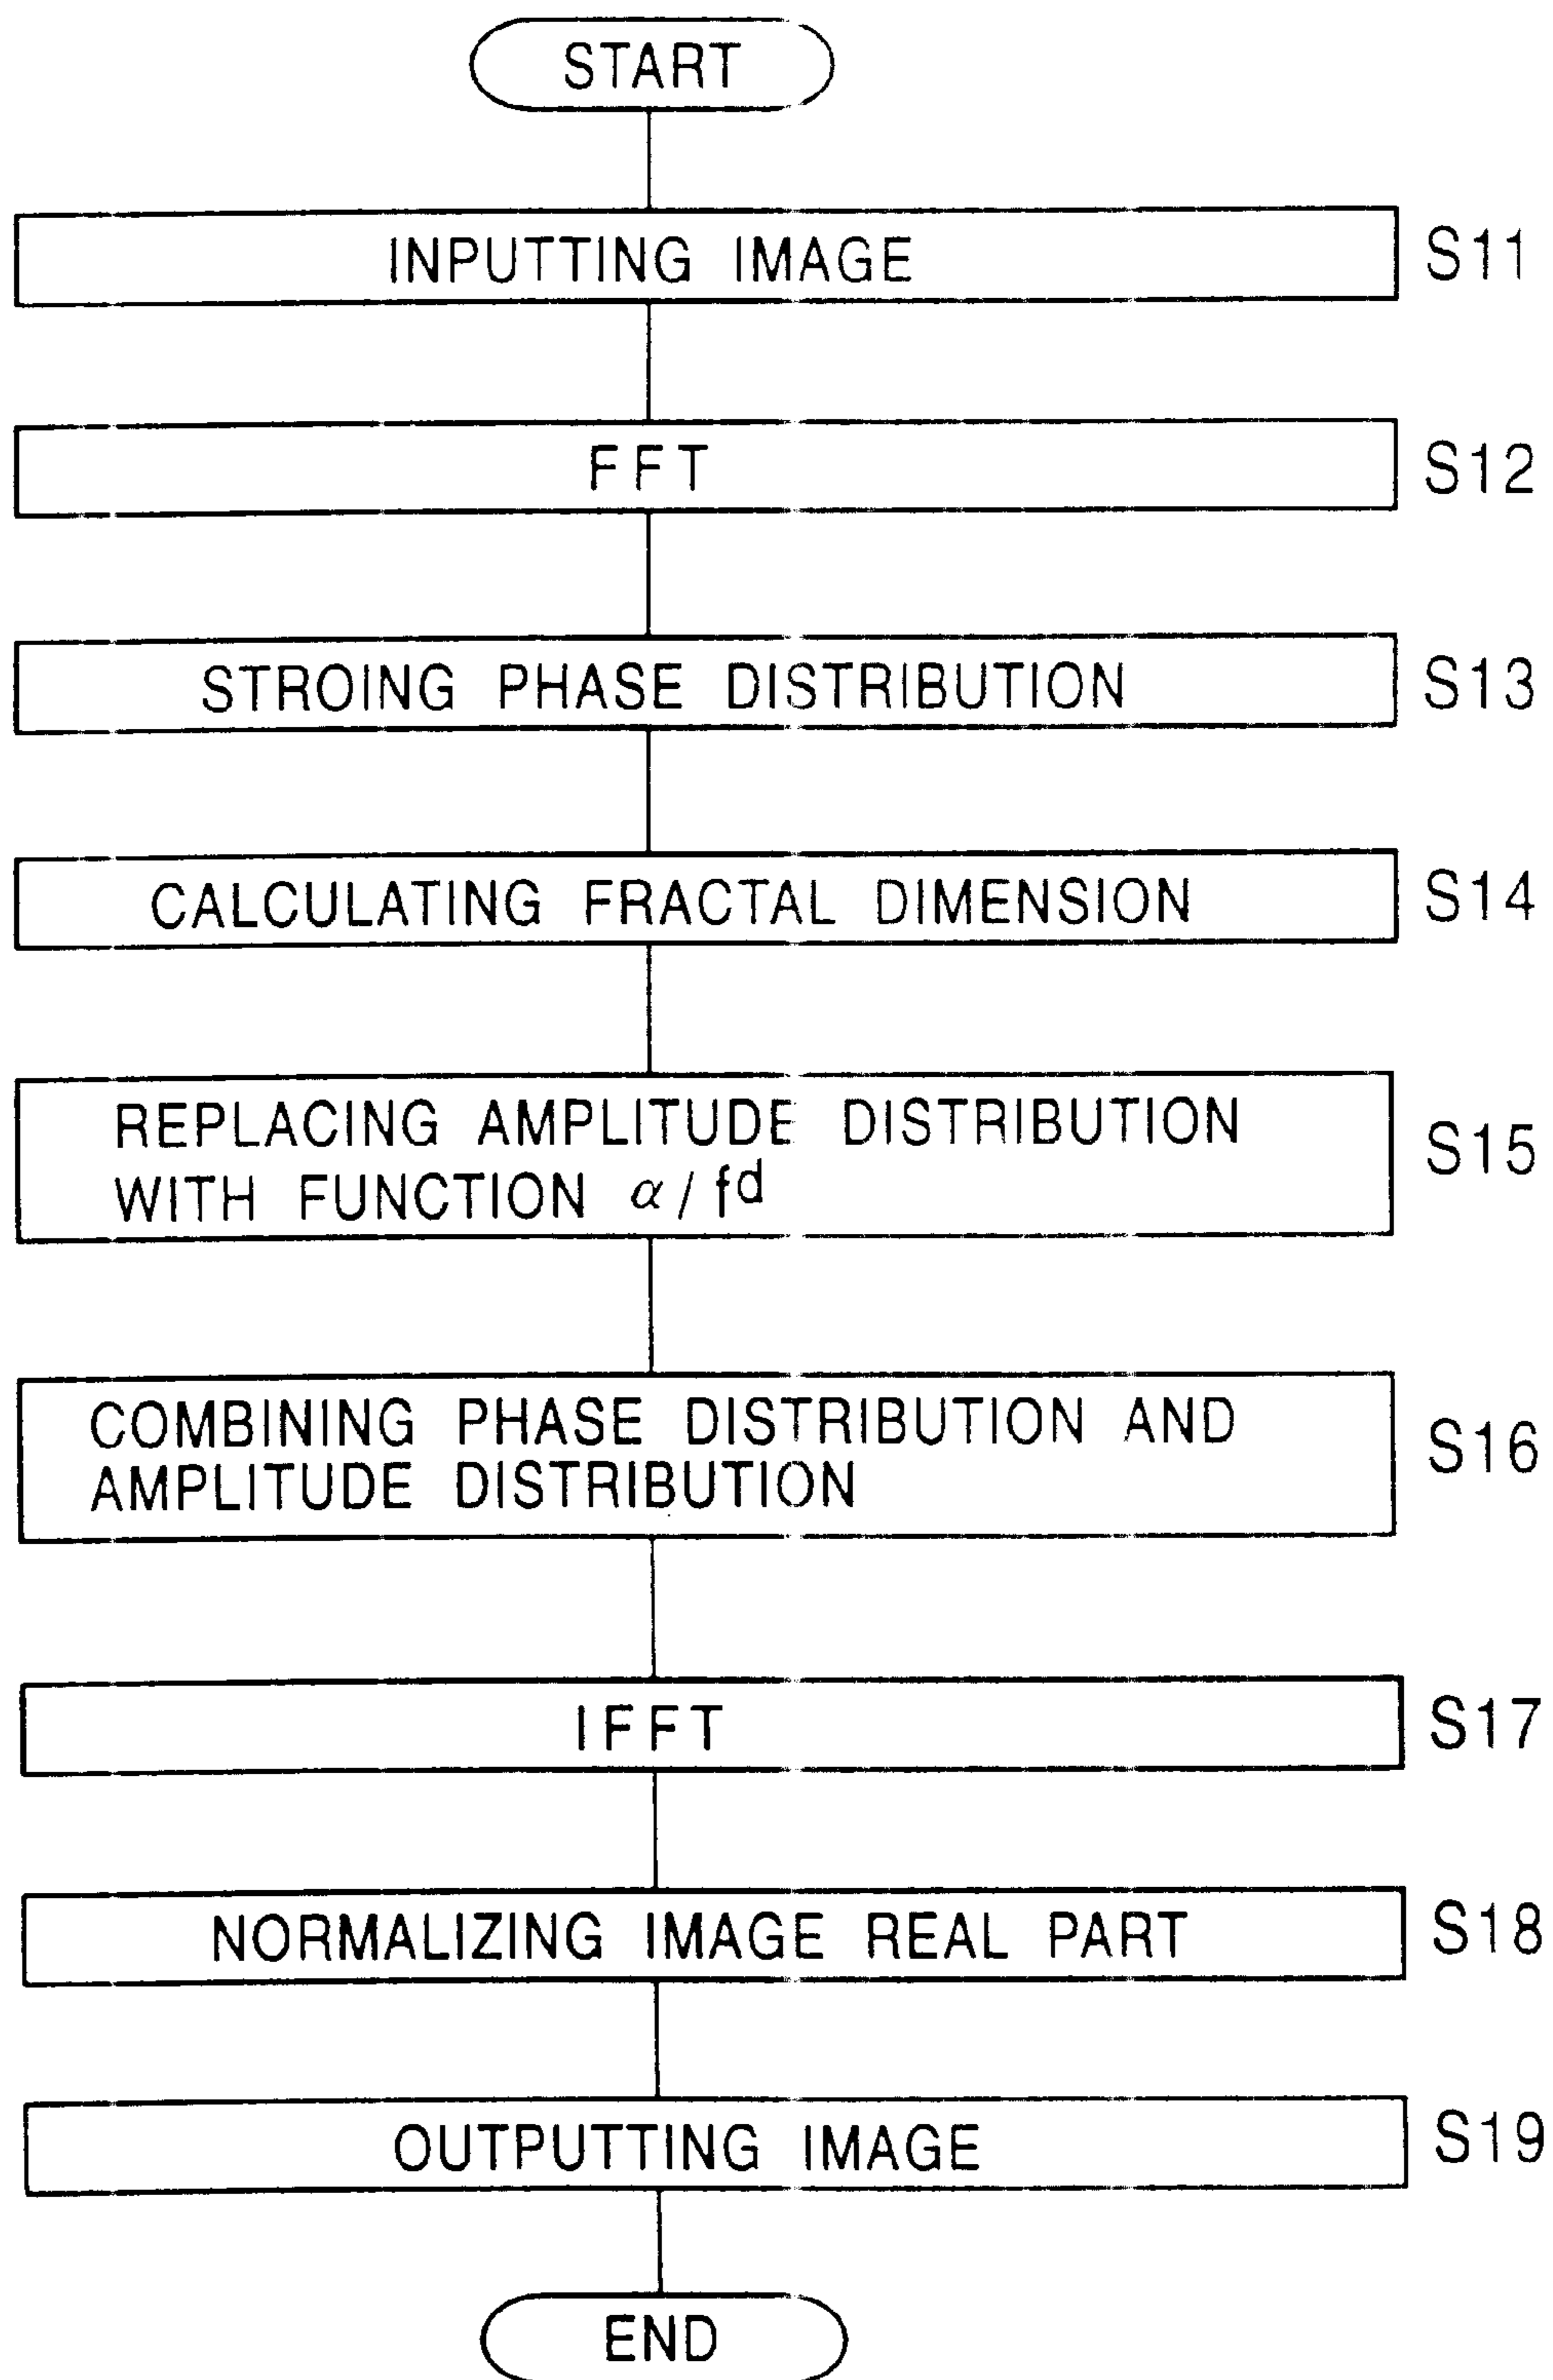 START
INPUTTING IMAGE S11
FFT S12
STROING PHASE DISTRIBUTION S13
CALCULATING FRACTAL DIMENSION S14
REPLACING AMPLITUDE DISTRIBUTION
WITH FUNCTION α/f^d S15
COMBINING PHASE DISTRIBUTION AND
AMPLITUDE DISTRIBUTION S16
IFFT S17
NORMALIZING IMAGE REAL PART S18
OUTPUTTING IMAGE S19
END